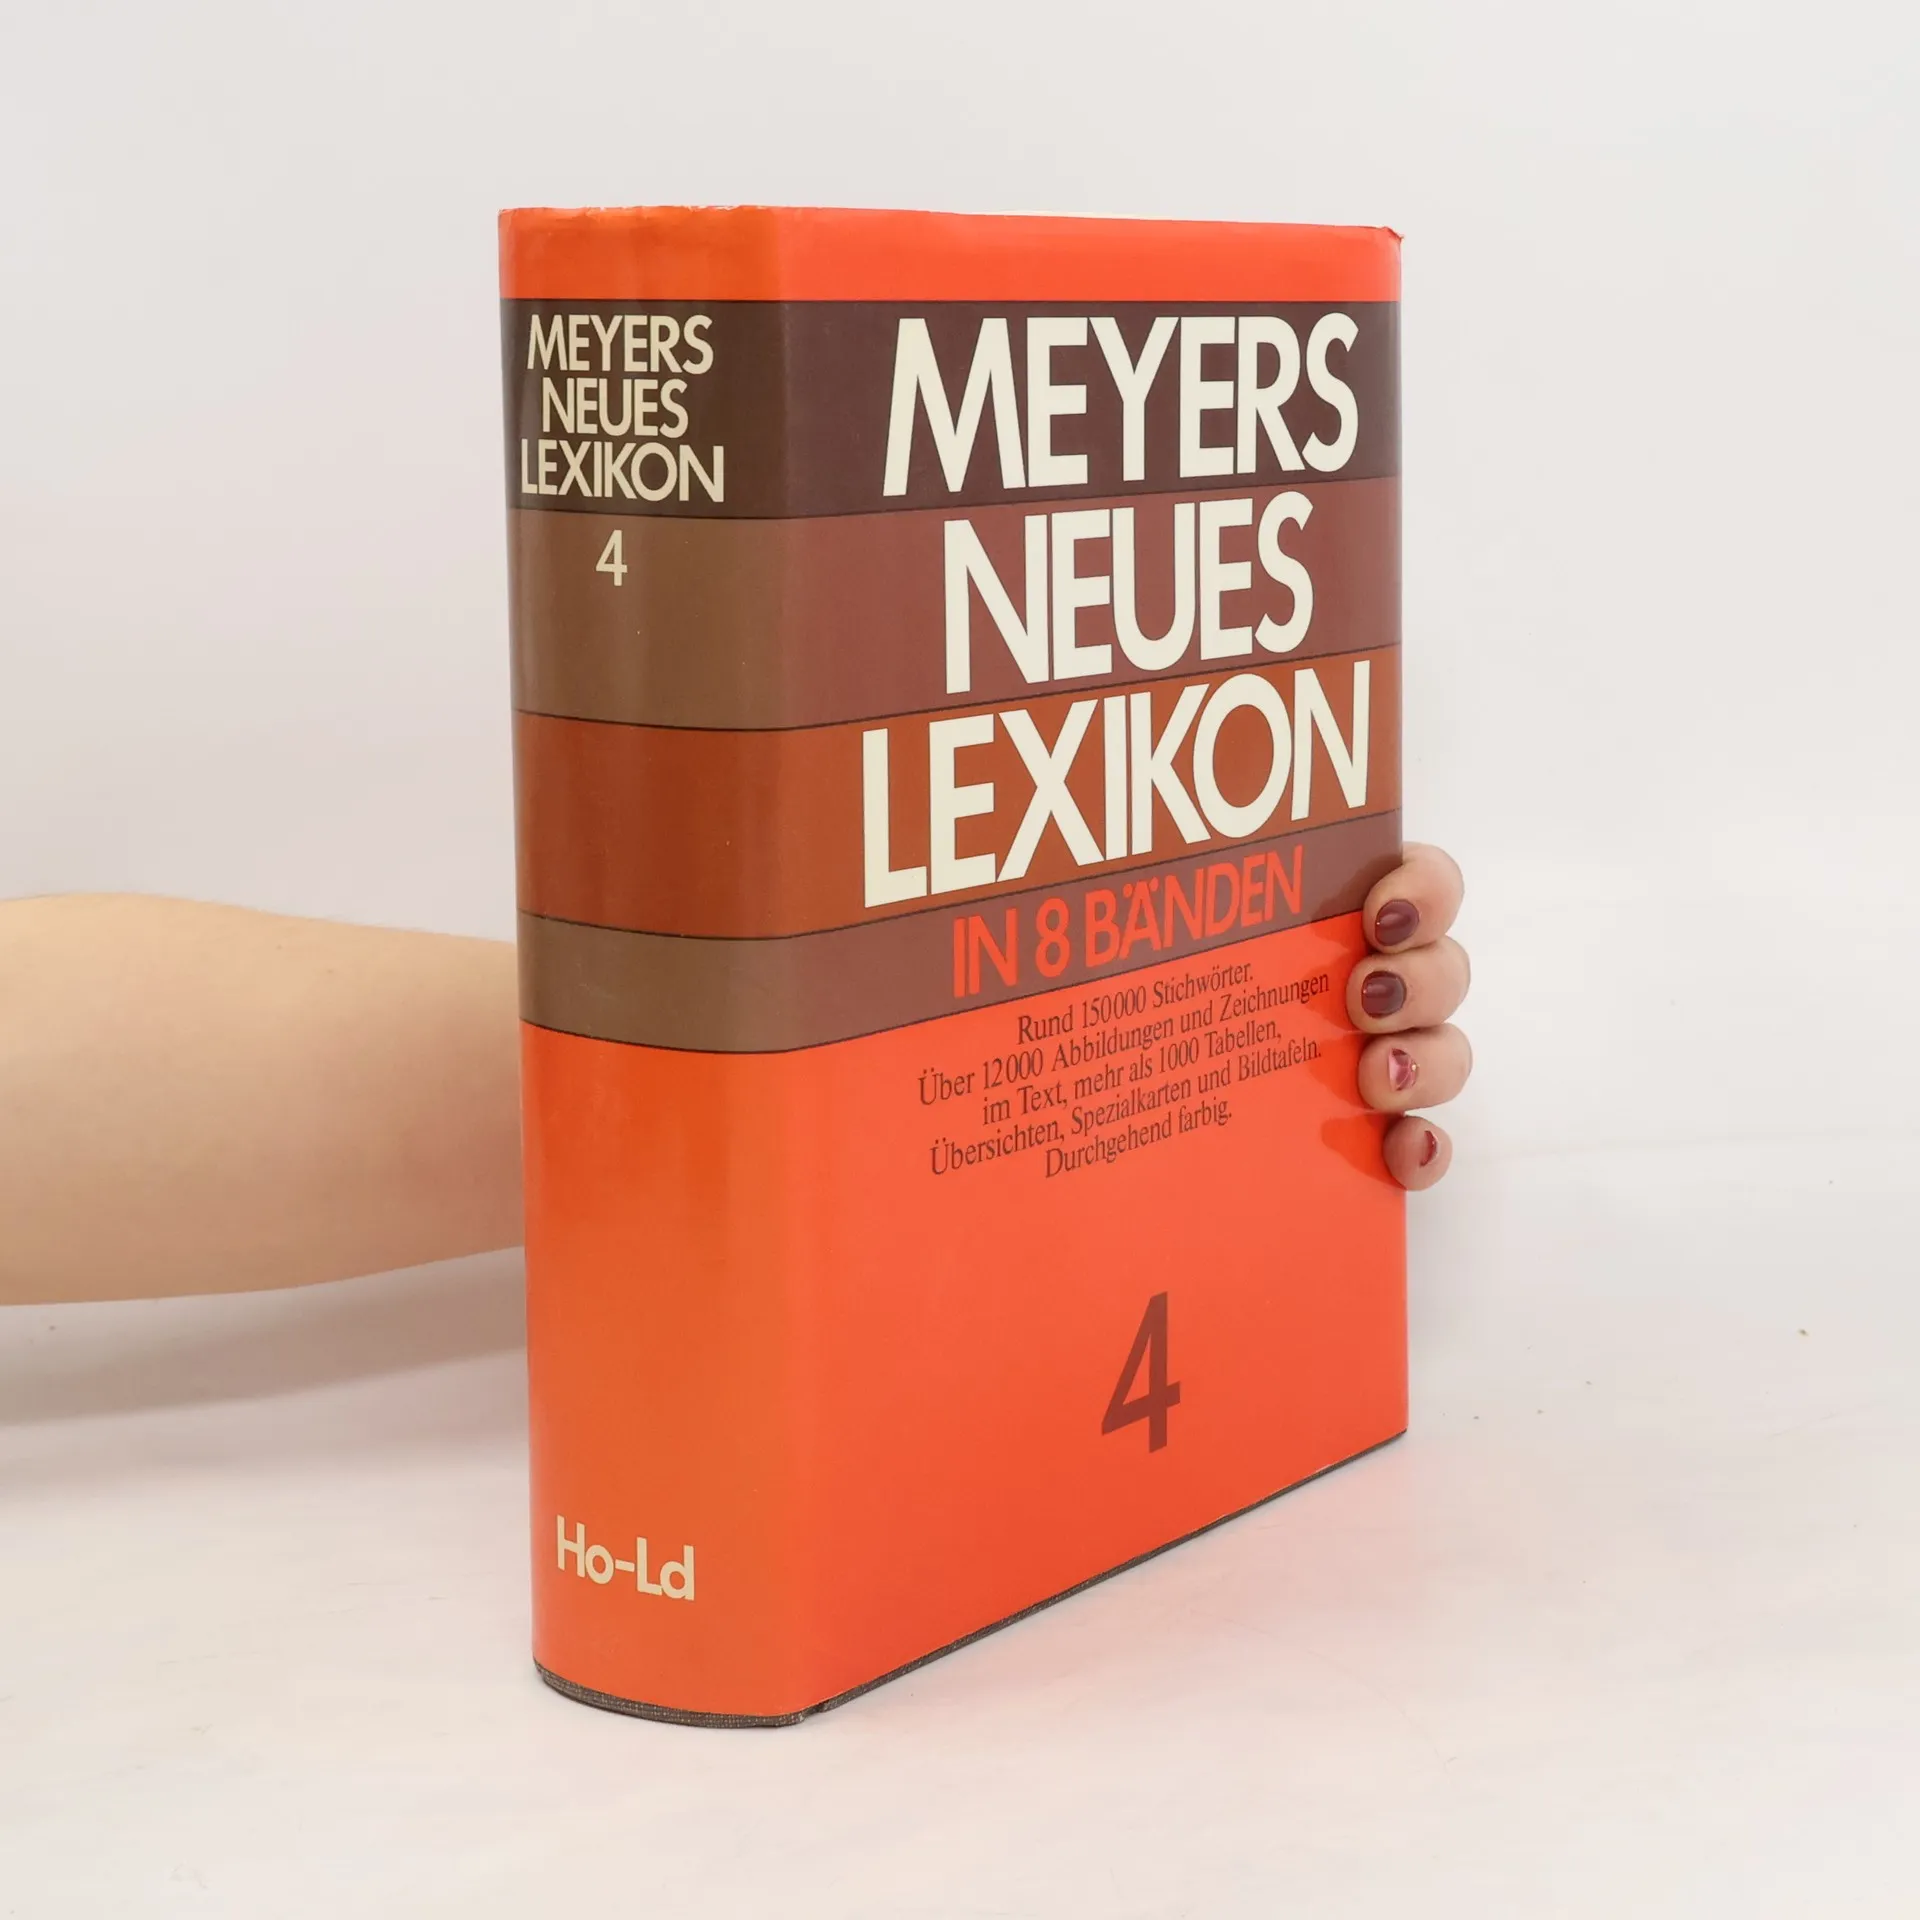 MEYERS
NEUES
LEXIKON
4
Ho-Ld
MEYERS
NEUES
LEXIKON
IN 8 BÄNDEN
Rund 150000 Stichwörter.
Über 12000 Abbildungen und Zeichnungen
im Text, mehr als 1000 Tabellen,
Übersichten, Spezialkarten und Bildtafeln.
Durchgehend farbig.
4